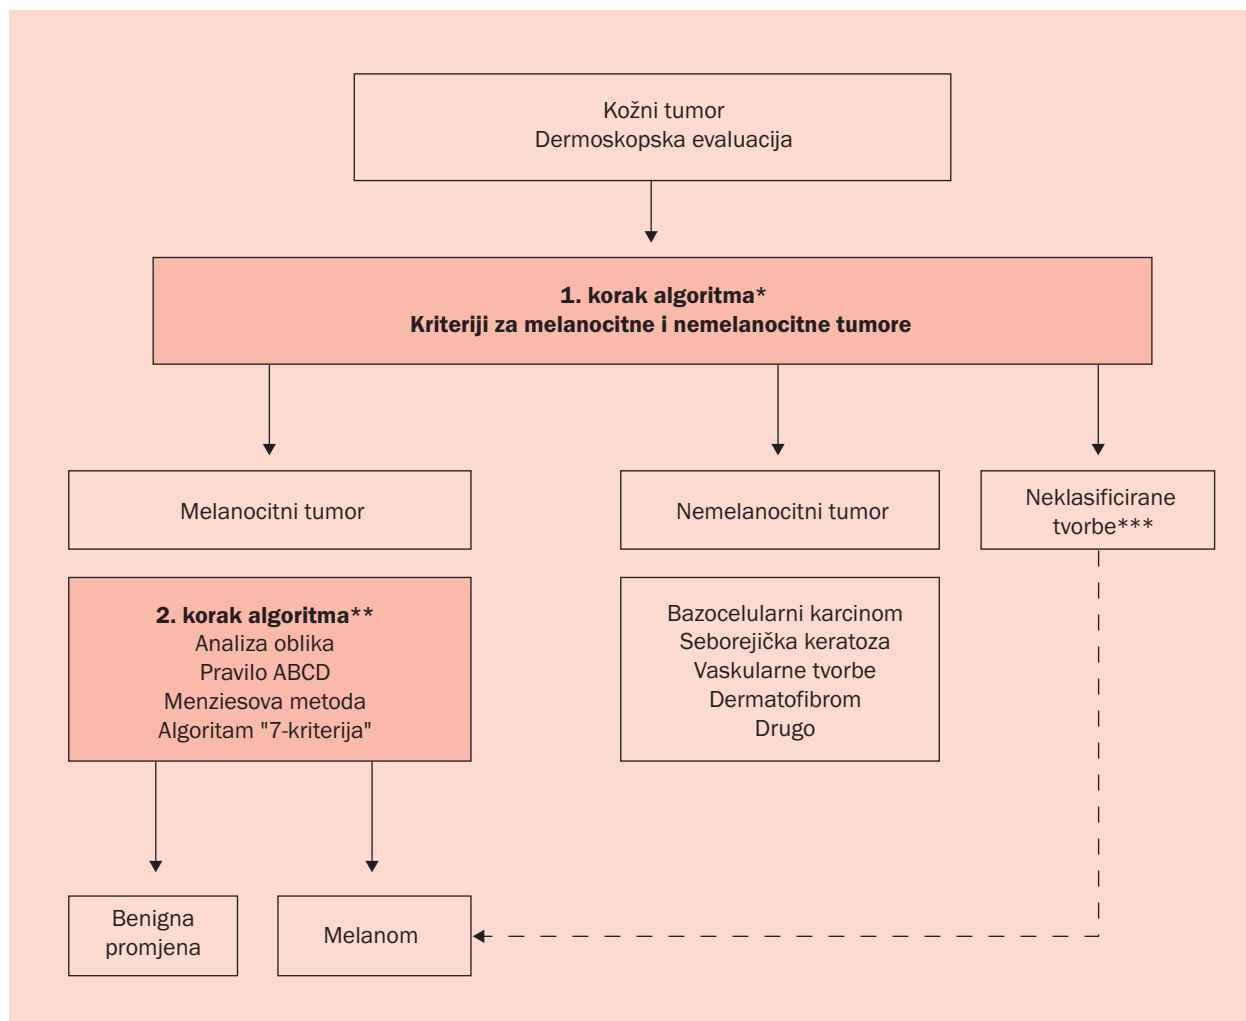 Kožni tumor
Dermoskopska evaluacija
1. korak algoritma*
Kriteriji za melanocitne i nemelanocitne tumore
Melanocitni tumor
Nemelanocitni tumor
Neklasificirane
tvorbe***
2. korak algoritma**
Analiza oblika
Pravilo ABCD
Menziesova metoda
Algoritam "7-kriterija"
Bazocelularni karcinom
Seborejička keratoza
Vaskularne tvorbe
Dermatofibrom
Drugo
Benigna
promjena
Melanom